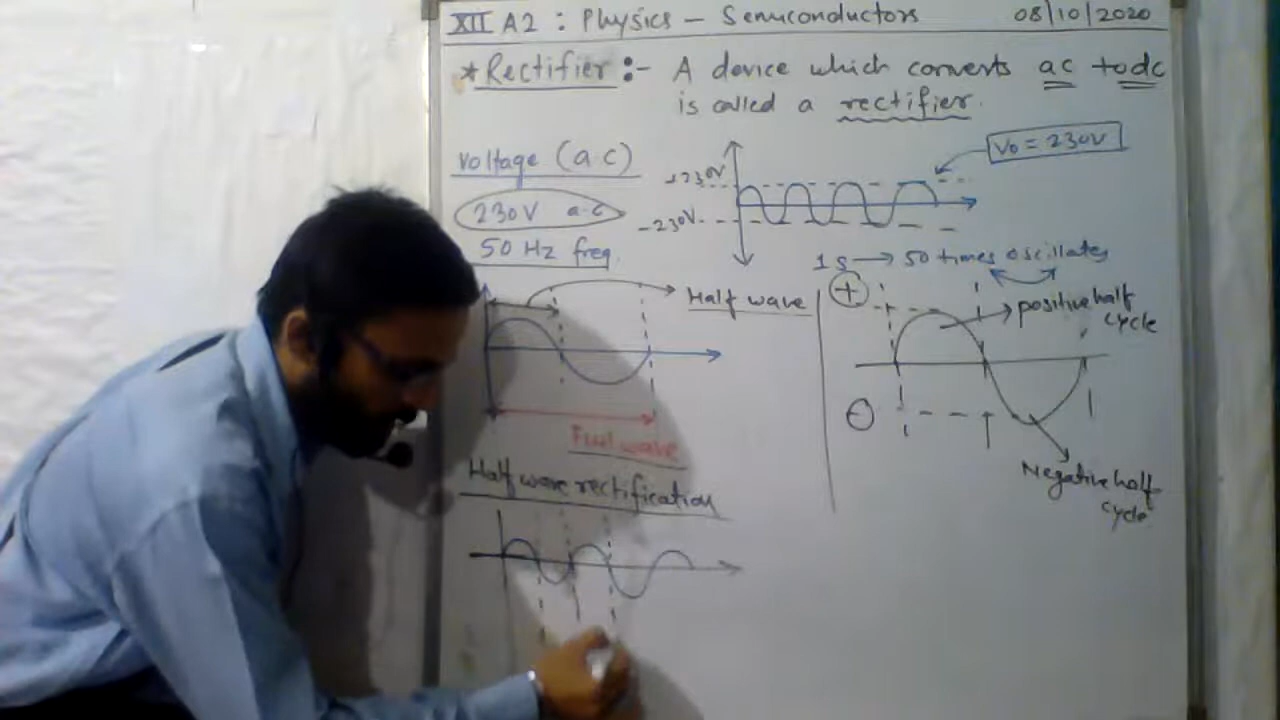 XII A2 : Physics – Semiconductors 08/10/2020
* Rectifier :- A device which converts ac to dc
is called a rectifier.
Voltage (a.c)
230V a.c
50 Hz freq.
+230V
-230V
V0 = 230V
1s → 50 times oscillates
Half wave
Full wave
+
positive half
cycle
-
Negative half
cycle
Half wave rectification